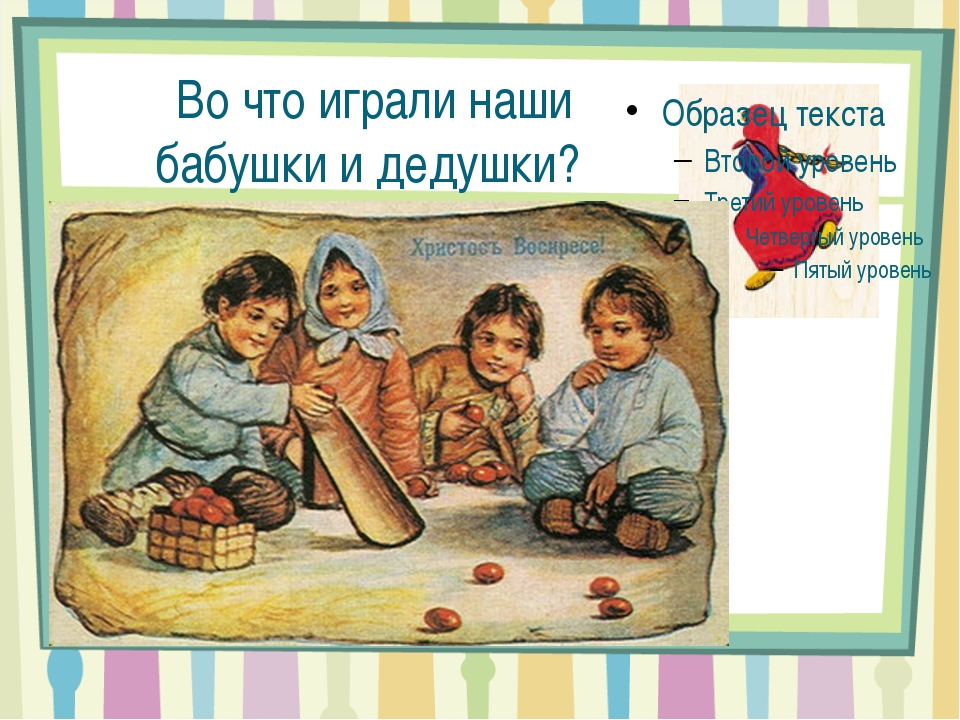 Во что играли наши
бабушки и дедушки?
• Образец текста
– Второй уровень
– Третий уровень
Четвертый уровень
– Пятый уровень
Христосъ Воскресе!